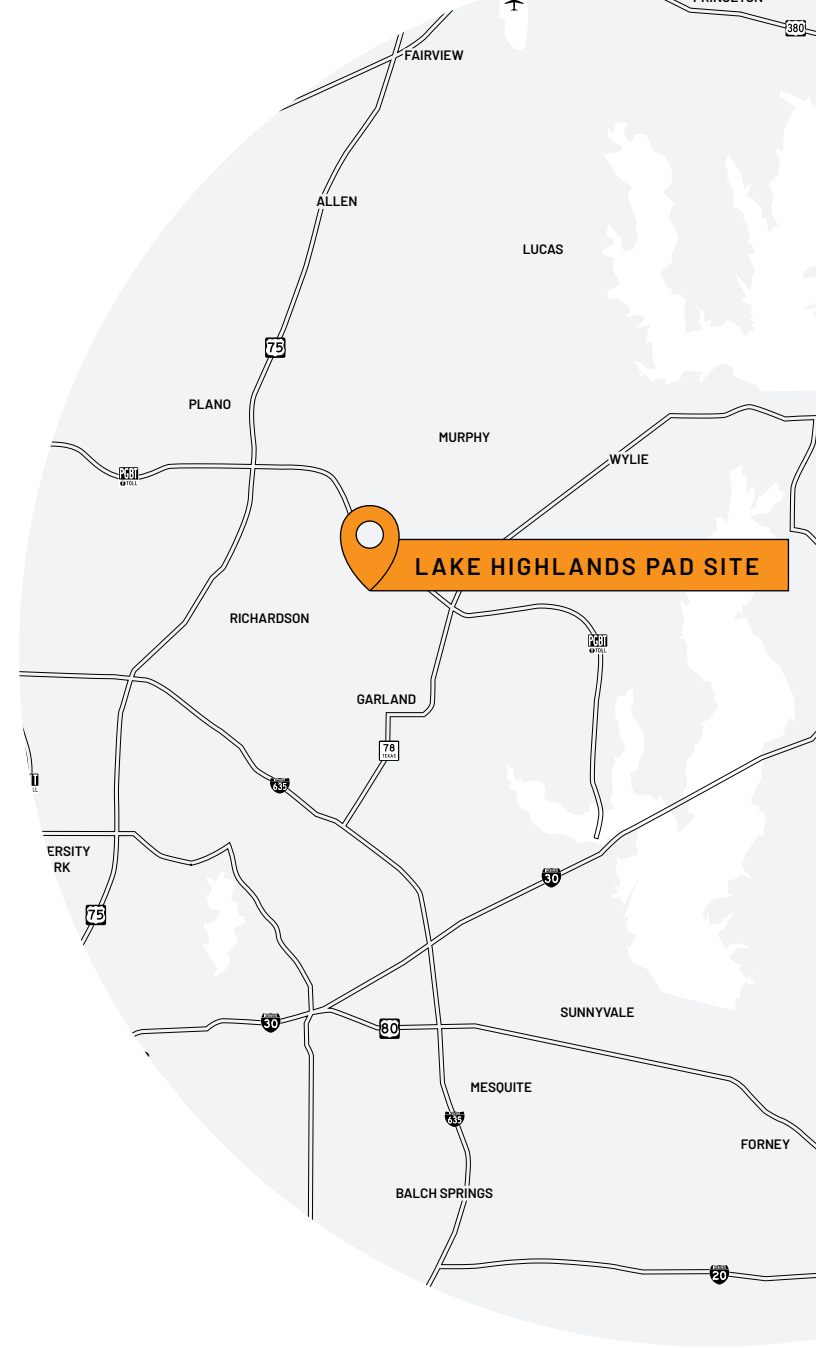 380
FAIRVIEW
ALLEN
LUCAS
75
PLANO
MURPHY
WYLIE
PGBT
TOLL
LAKE HIGHLANDS PAD SITE
RICHARDSON
PGBT
TOLL
GARLAND
78
TEXAS
635
ERSITY
RK
30
75
SUNNYVALE
30
80
MESQUITE
635
FORNEY
BALCH SPRINGS
20